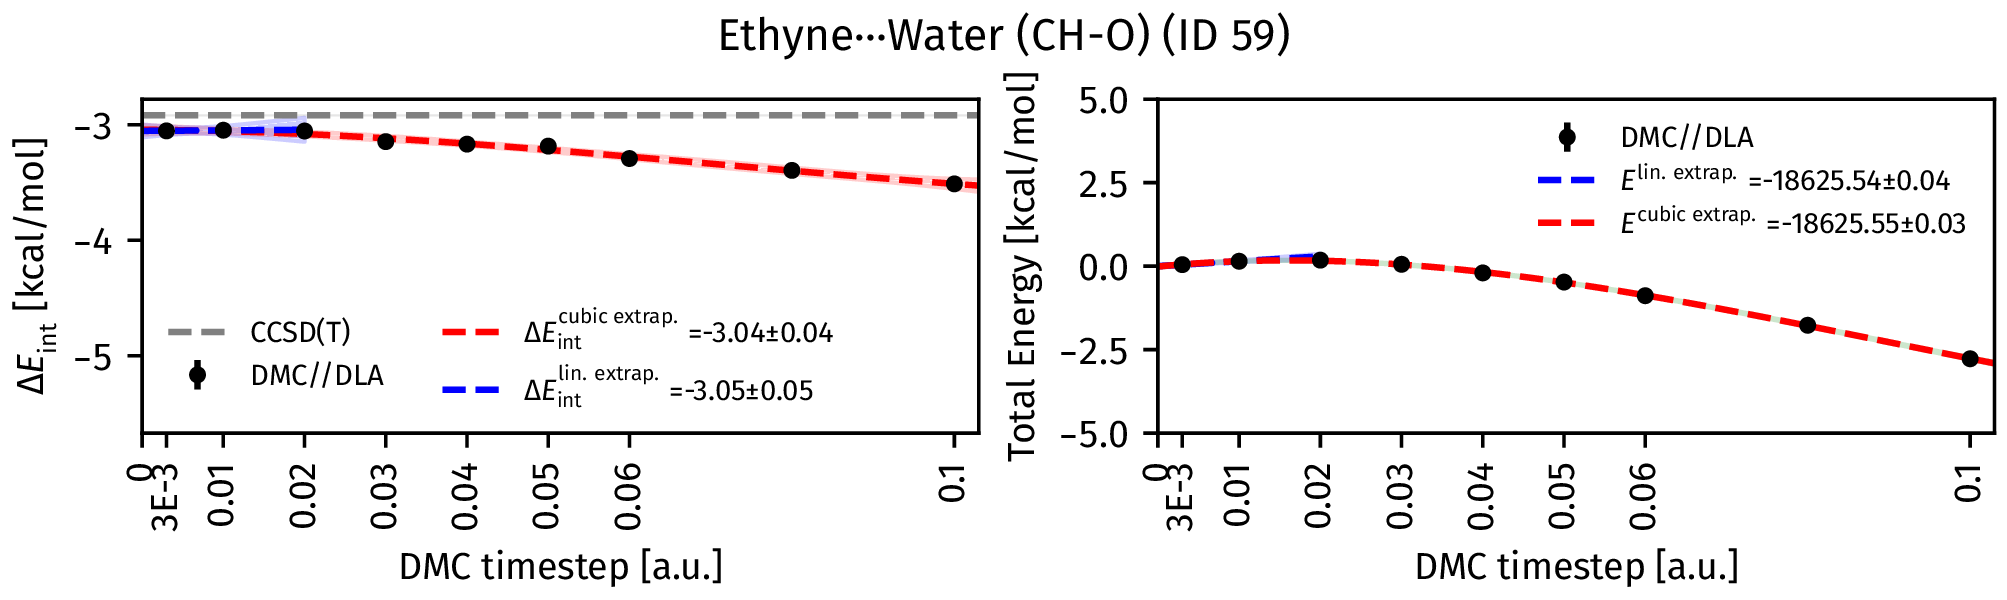 Ethyne···Water (CH-O) (ID 59)
ΔE_int [kcal/mol]
−3
−4
−5
CCSD(T)
DMC//DLA
ΔE_int^cubic extrap. =-3.04±0.04
ΔE_int^lin. extrap. =-3.05±0.05
0
3E-3
0.01
0.02
0.03
0.04
0.05
0.06
0.1
DMC timestep [a.u.]
Total Energy [kcal/mol]
5.0
2.5
0.0
−2.5
−5.0
DMC//DLA
E^lin. extrap. =-18625.54±0.04
E^cubic extrap. =-18625.55±0.03
0
3E-3
0.01
0.02
0.03
0.04
0.05
0.06
0.1
DMC timestep [a.u.]